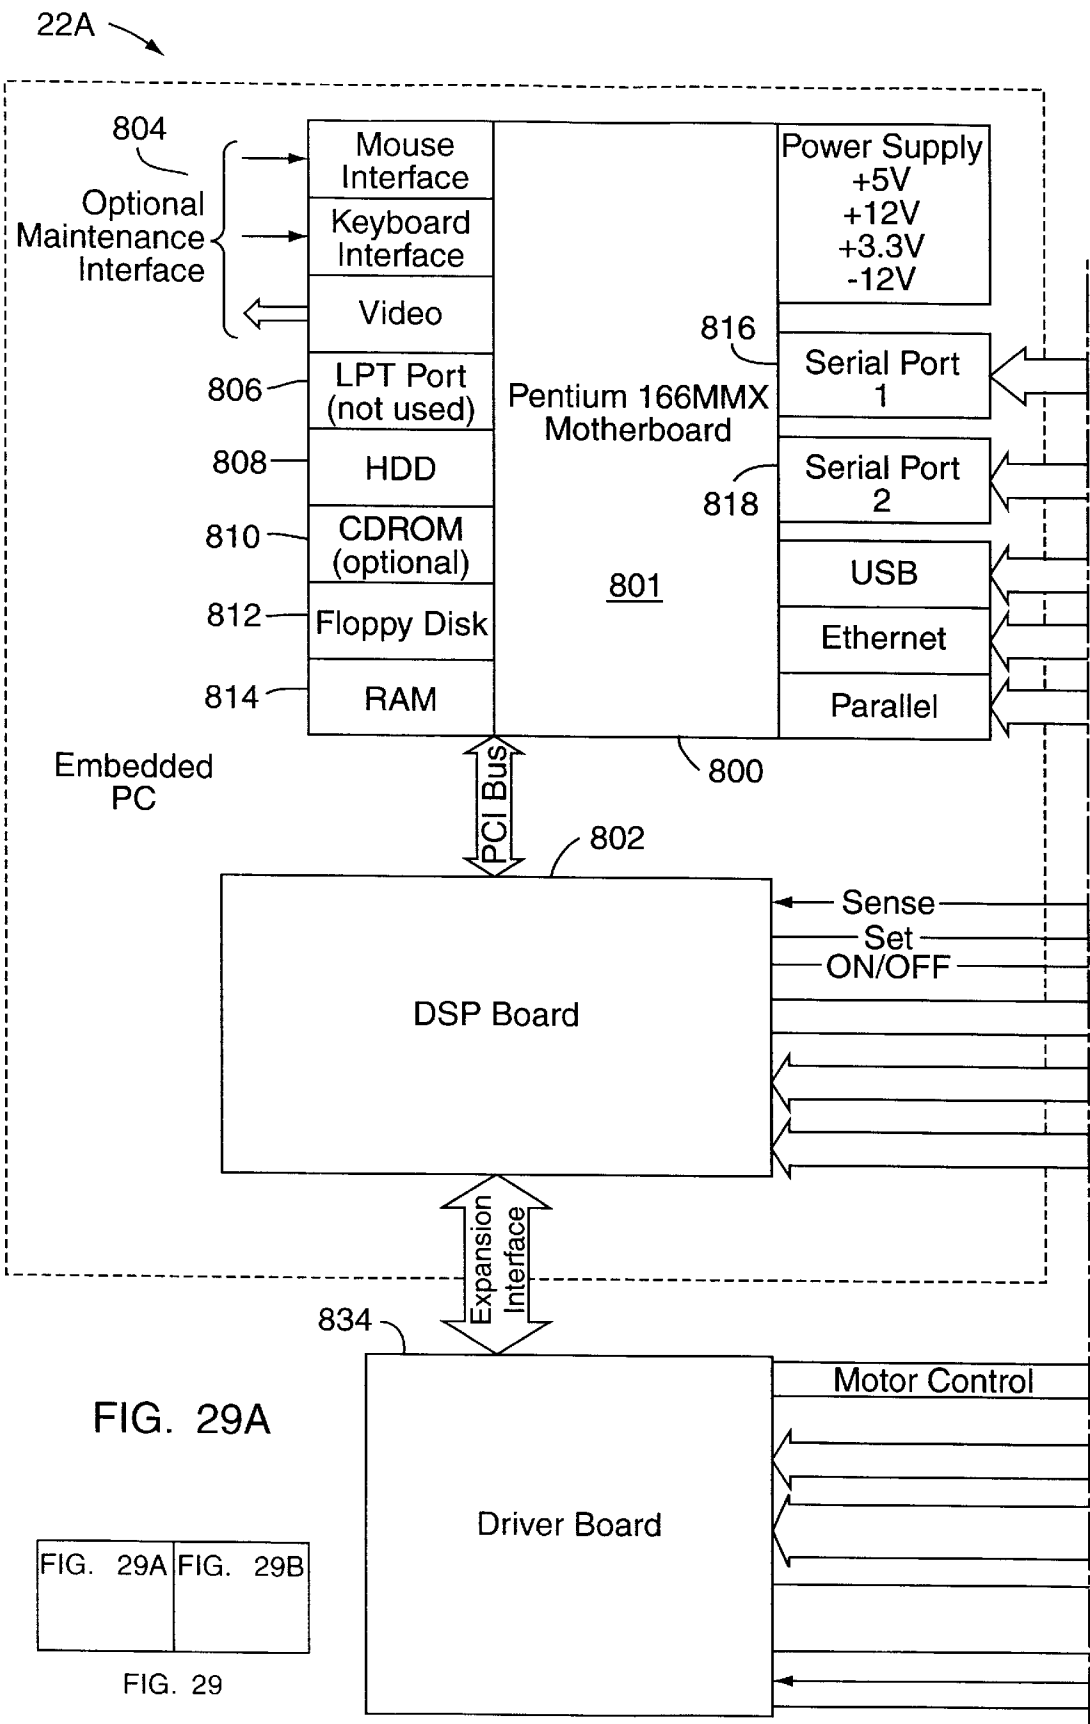 22A
804
Optional
Maintenance
Interface
Mouse
Interface
Keyboard
Interface
Video
806
LPT Port
(not used)
808
HDD
810
CDROM
(optional)
812
Floppy Disk
814
RAM
Pentium 166MMX
Motherboard
801
800
Power Supply
+5V
+12V
+3.3V
-12V
816
Serial Port
1
818
Serial Port
2
USB
Ethernet
Parallel
Embedded
PC
PCI Bus
802
DSP Board
Sense
Set
ON/OFF
Expansion
Interface
834
Driver Board
Motor Control
FIG. 29A
FIG. 29A
FIG. 29B
FIG. 29